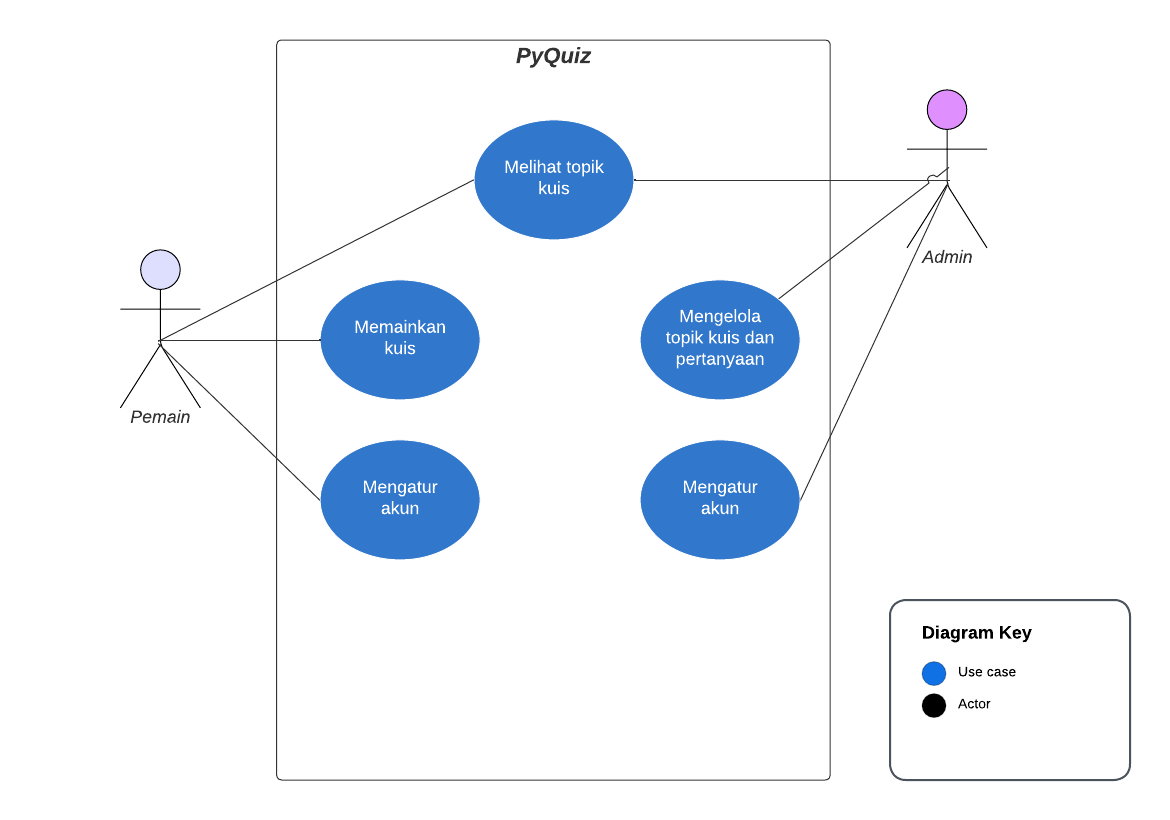 PyQuiz
Melihat topik
kuis
Admin
Memainkan
kuis
Mengelola
topik kuis dan
pertanyaan
Pemain
Mengatur
akun
Mengatur
akun
Diagram Key
Use case
Actor